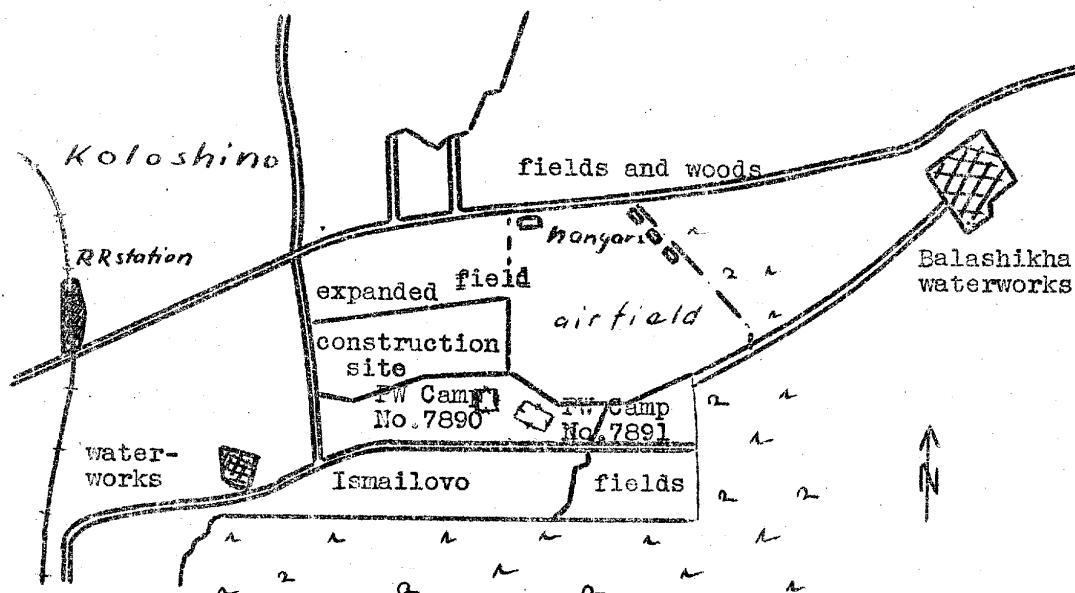 Koloshino
fields and woods
RR station
hangars
Balashikha
waterworks
field
expanded
airfield
construction
site
PW Camp
No. 7890
PW Camp
No. 7891
water-
works
Ismailovo
fields
N